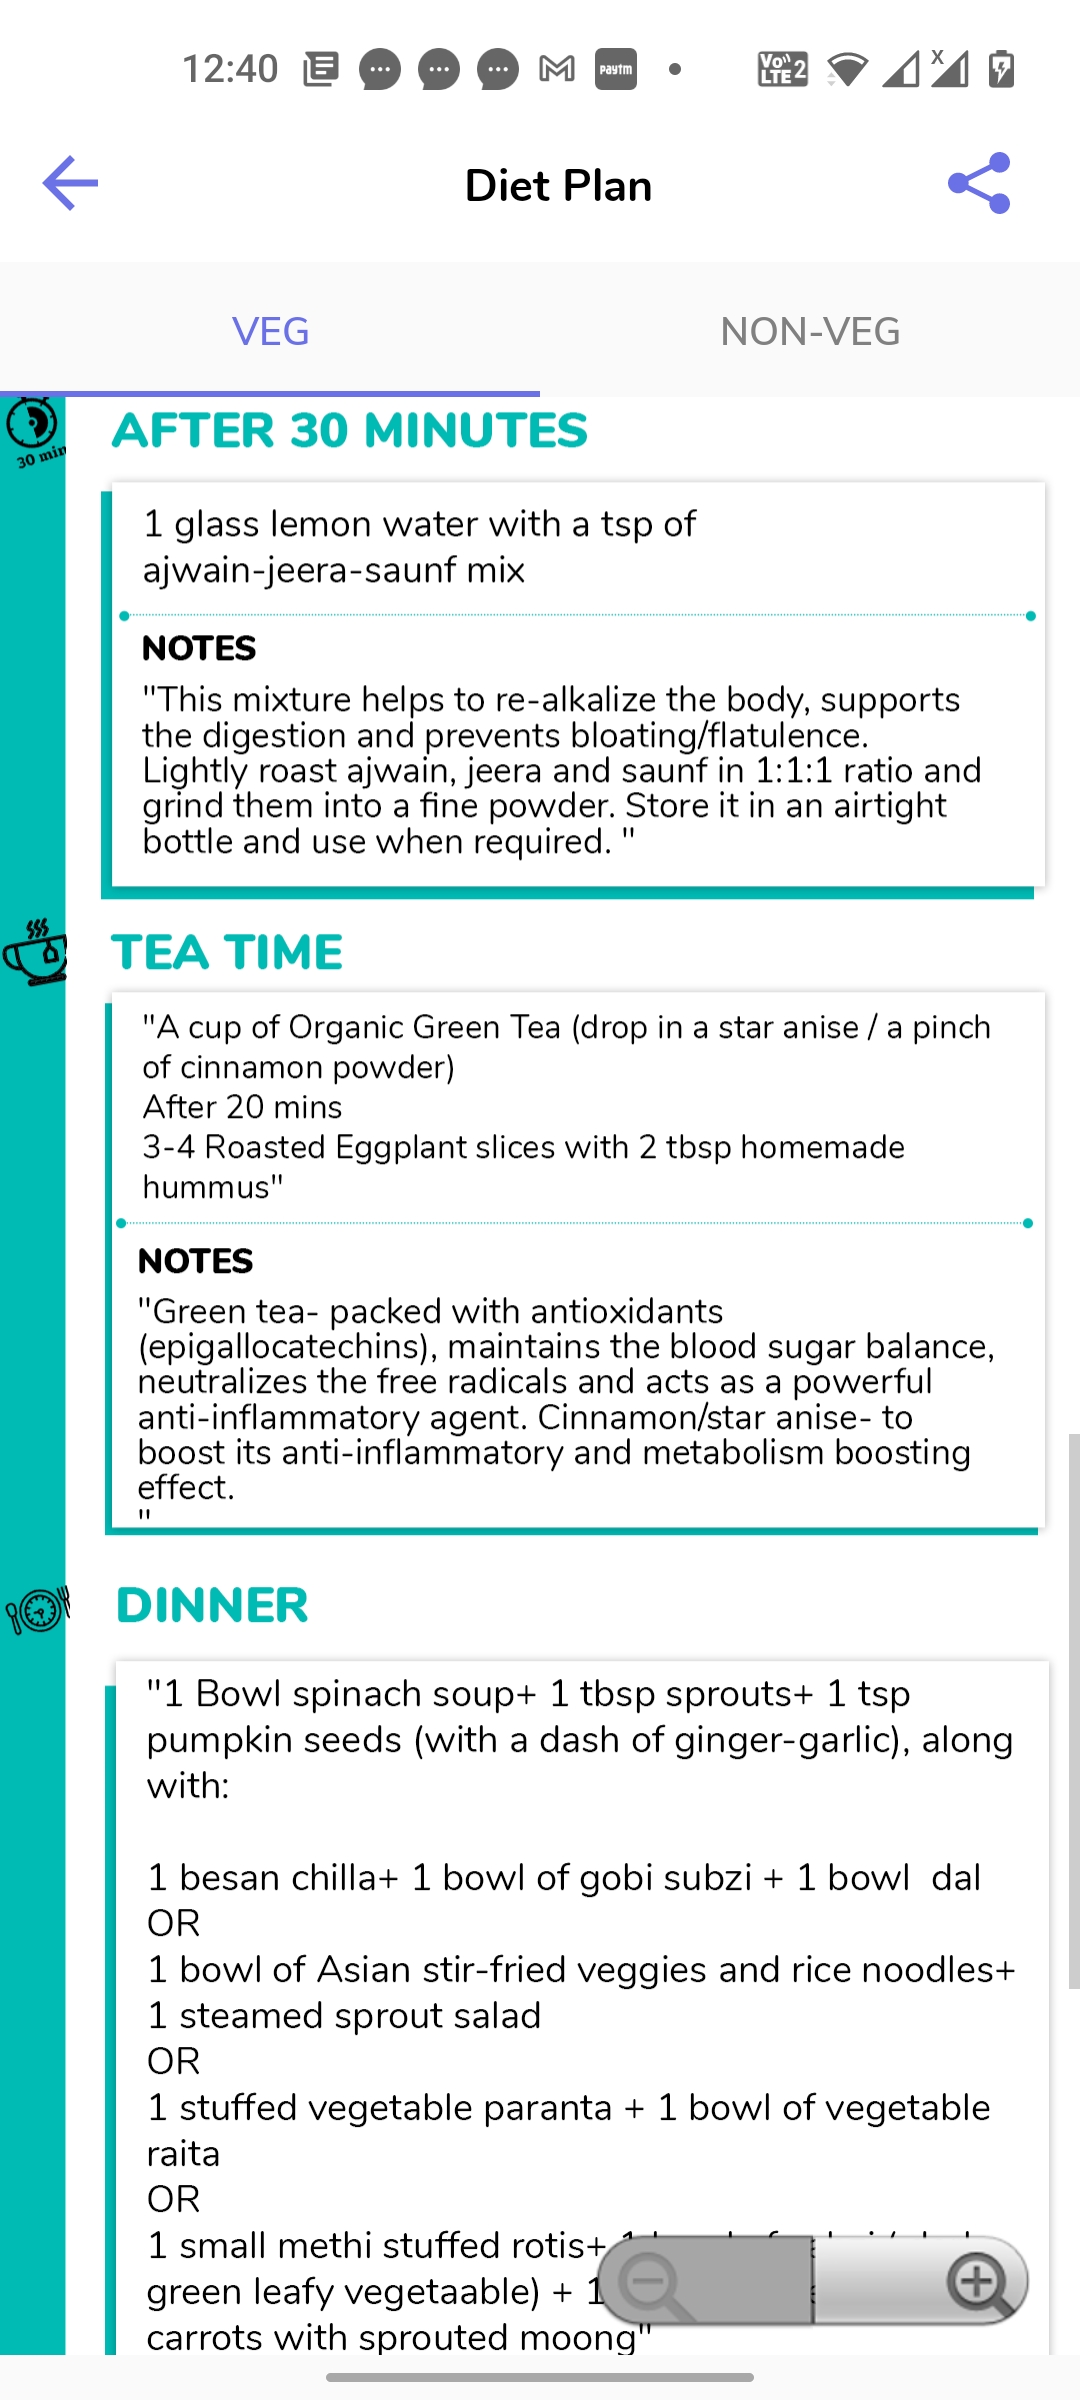 12:40
Paytm
Vo)) LTE 2
X
Diet Plan
VEG
NON-VEG
30 min
AFTER 30 MINUTES
1 glass lemon water with a tsp of
ajwain-jeera-saunf mix
NOTES
"This mixture helps to re-alkalize the body, supports
the digestion and prevents bloating/flatulence.
Lightly roast ajwain, jeera and saunf in 1:1:1 ratio and
grind them into a fine powder. Store it in an airtight
bottle and use when required. "
TEA TIME
"A cup of Organic Green Tea (drop in a star anise / a pinch
of cinnamon powder)
After 20 mins
3-4 Roasted Eggplant slices with 2 tbsp homemade
hummus"
NOTES
"Green tea- packed with antioxidants
(epigallocatechins), maintains the blood sugar balance,
neutralizes the free radicals and acts as a powerful
anti-inflammatory agent. Cinnamon/star anise- to
boost its anti-inflammatory and metabolism boosting
effect.
"
DINNER
"1 Bowl spinach soup+ 1 tbsp sprouts+ 1 tsp
pumpkin seeds (with a dash of ginger-garlic), along
with:
1 besan chilla+ 1 bowl of gobi subzi + 1 bowl  dal
OR
1 bowl of Asian stir-fried veggies and rice noodles+
1 steamed sprout salad
OR
1 stuffed vegetable paranta + 1 bowl of vegetable
raita
OR
1 small methi stuffed rotis+
green leafy vegetaable) + 1
carrots with sprouted moong"